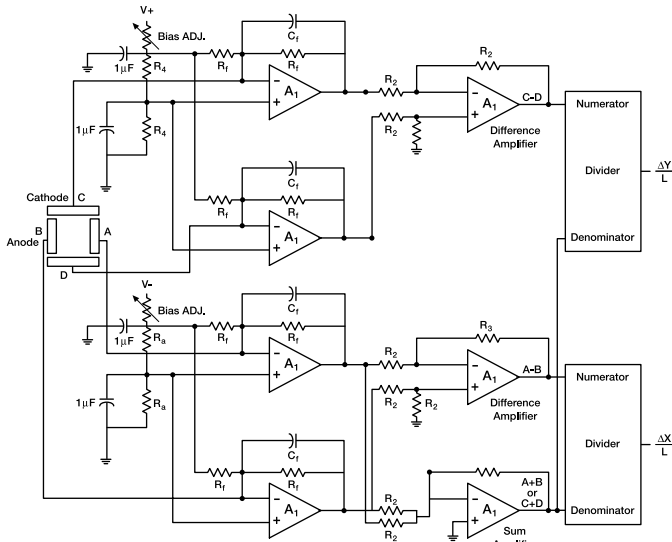 V+
Bias ADJ.
1µF
R4
Rf
Cf
Rf
−
+
A1
R2
R2
−
+
A1
C-D
R2
Difference
Amplifier
1µF
R4
Numerator
Divider
Denominator
ΔY
L
Rf
Cf
Rf
−
+
A1
Cathode C
B
Anode
A
D
V-
Bias ADJ.
1µF
Ra
Rf
Cf
Rf
−
+
A1
R2
R3
−
+
A1
A-B
R2
R2
Difference
Amplifier
1µF
Ra
Numerator
Divider
Denominator
ΔX
L
Rf
Cf
Rf
−
+
A1
R2
R2
−
+
A1
A+B
or
C+D
Sum